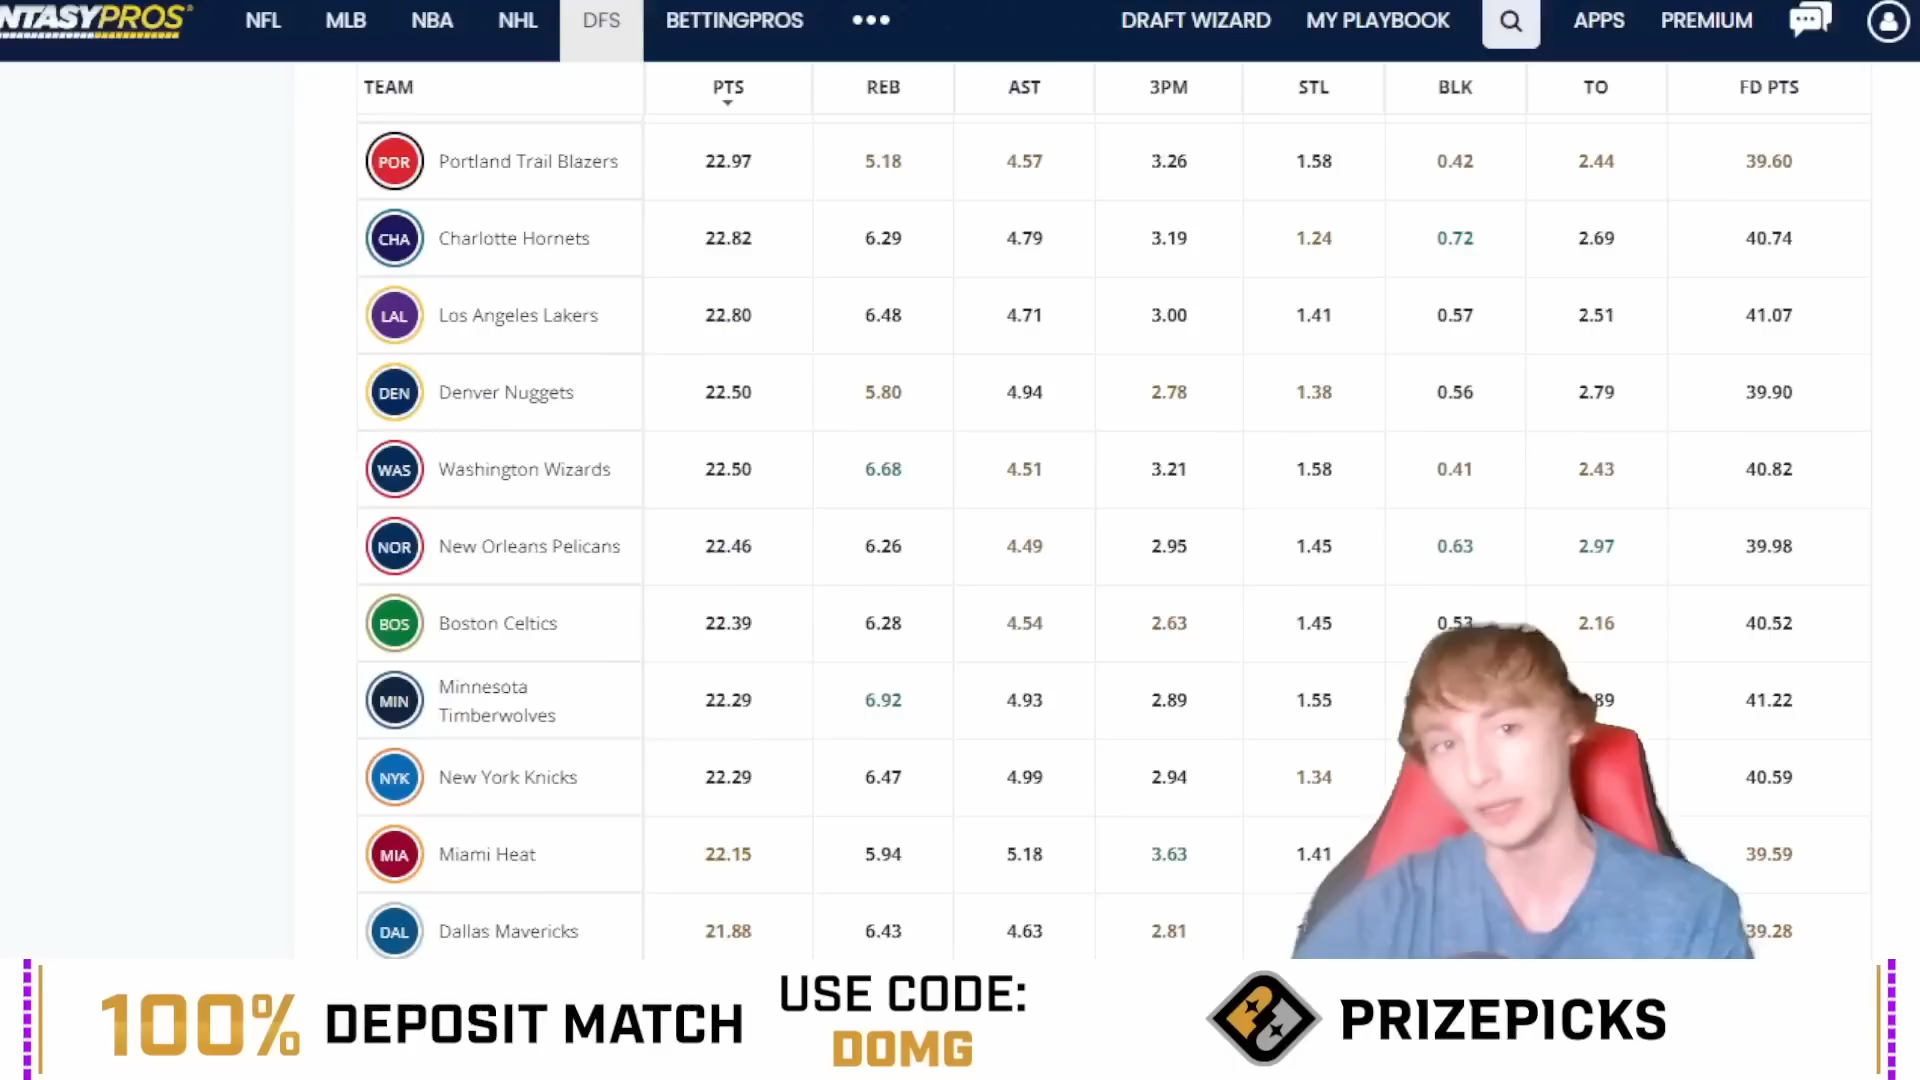 NTASYPROS
NFL MLB NBA NHL DFS BETTINGPROS ••• DRAFT WIZARD MY PLAYBOOK APPS PREMIUM
TEAM PTS REB AST 3PM STL BLK TO FD PTS
POR Portland Trail Blazers 22.97 5.18 4.57 3.26 1.58 0.42 2.44 39.60
CHA Charlotte Hornets 22.82 6.29 4.79 3.19 1.24 0.72 2.69 40.74
LAL Los Angeles Lakers 22.80 6.48 4.71 3.00 1.41 0.57 2.51 41.07
DEN Denver Nuggets 22.50 5.80 4.94 2.78 1.38 0.56 2.79 39.90
WAS Washington Wizards 22.50 6.68 4.51 3.21 1.58 0.41 2.43 40.82
NOR New Orleans Pelicans 22.46 6.26 4.49 2.95 1.45 0.63 2.97 39.98
BOS Boston Celtics 22.39 6.28 4.54 2.63 1.45 0.53 2.16 40.52
MIN Minnesota Timberwolves 22.29 6.92 4.93 2.89 1.55 89 41.22
NYK New York Knicks 22.29 6.47 4.99 2.94 1.34 40.59
MIA Miami Heat 22.15 5.94 5.18 3.63 1.41 39.59
DAL Dallas Mavericks 21.88 6.43 4.63 2.81 39.28
100% DEPOSIT MATCH
USE CODE:
DOMG
PRIZEPICKS